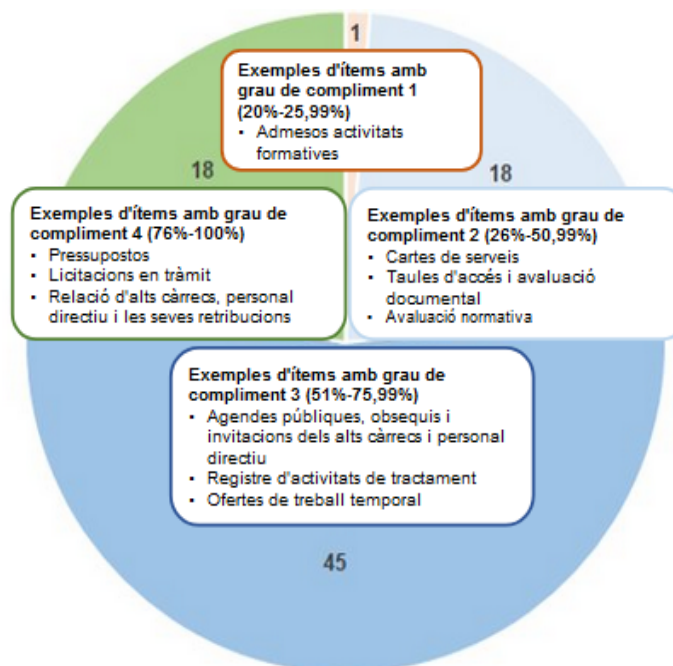 1
Exemples d'ítems amb
grau de compliment 1
(20%-25,99%)
• Admesos activitats
formatives
18
18
Exemples d'ítems amb grau de
compliment 4 (76%-100%)
• Pressupostos
• Licitacions en tràmit
• Relació d'alts càrrecs, personal
directiu i les seves retribucions
Exemples d'ítems amb grau de
compliment 2 (26%-50,99%)
• Cartes de serveis
• Taules d'accés i avaluació
documental
• Avaluació normativa
Exemples d'ítems amb grau de
compliment 3 (51%-75,99%)
• Agendes públiques, obsequis i
invitacions dels alts càrrecs i personal
directiu
• Registre d'activitats de tractament
• Ofertes de treball temporal
45